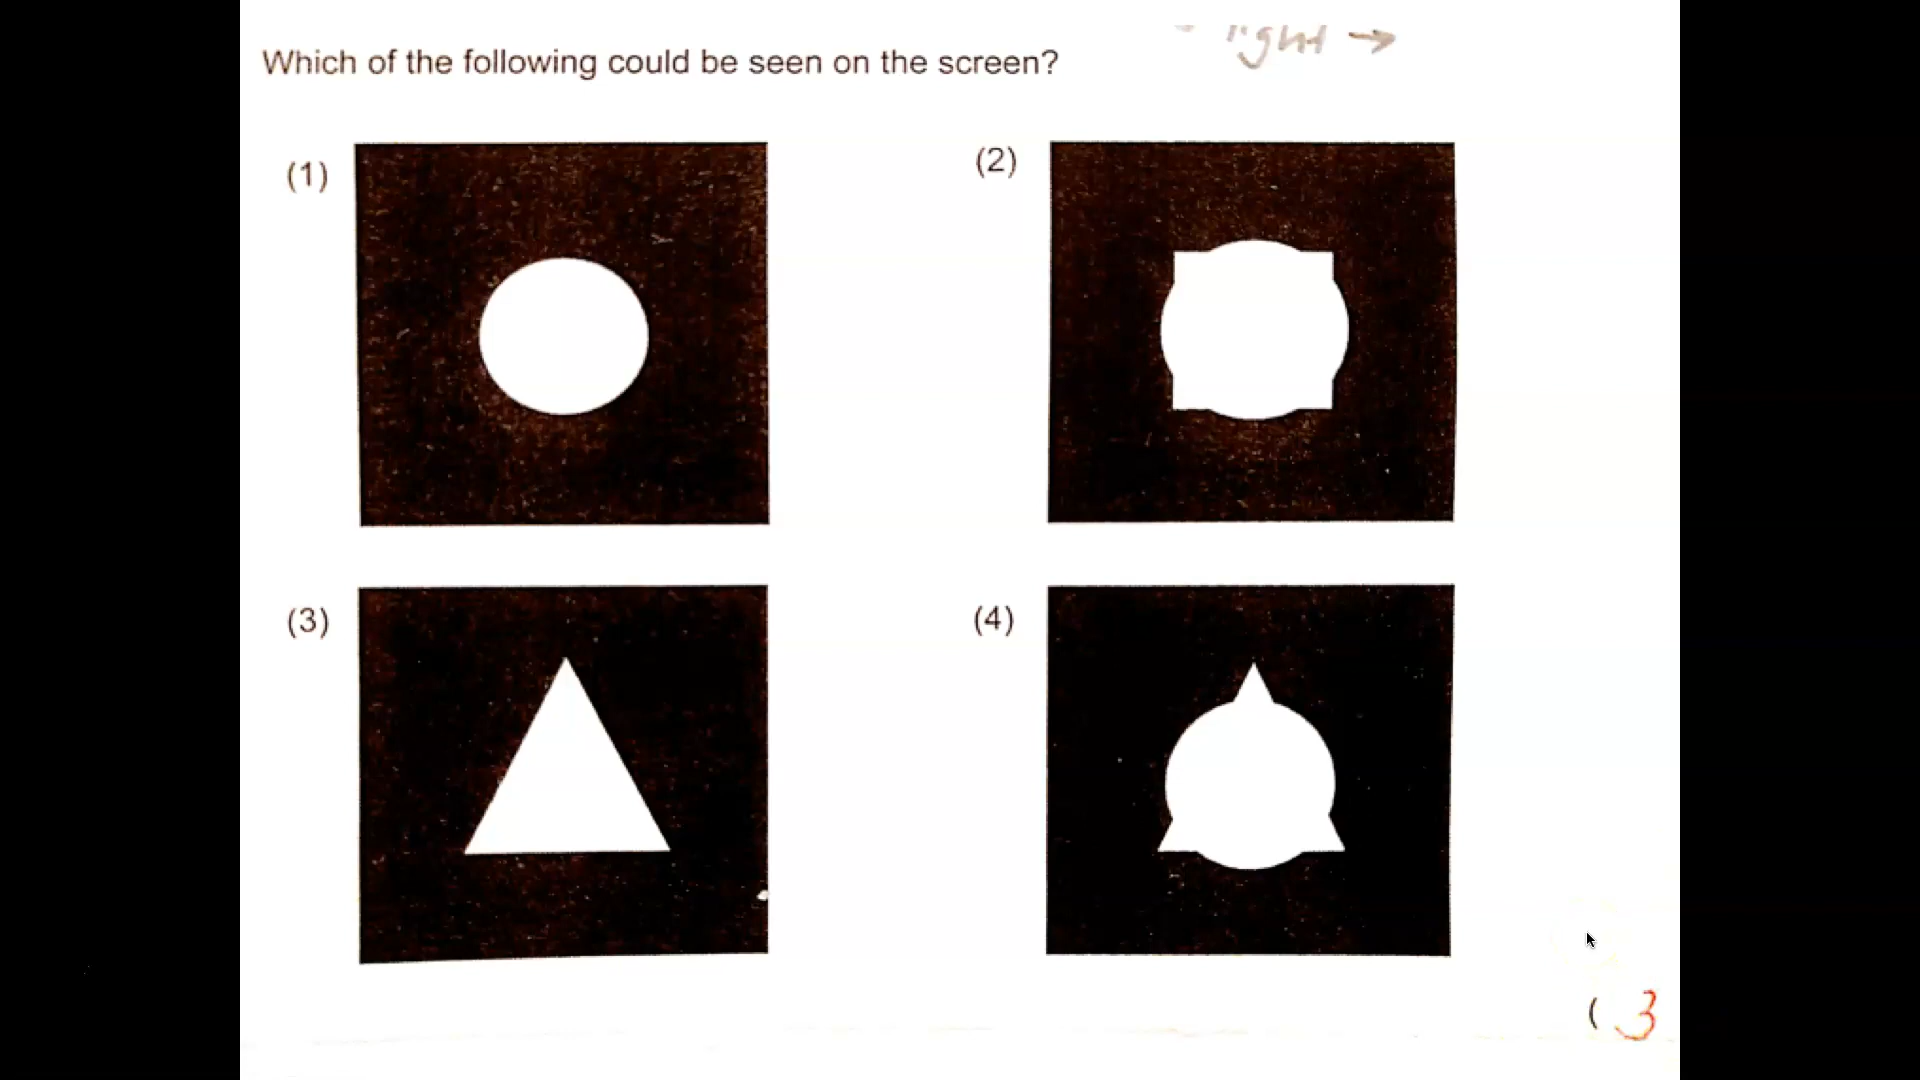 light →
Which of the following could be seen on the screen?
(1)
(2)
(3)
(4)
( 3